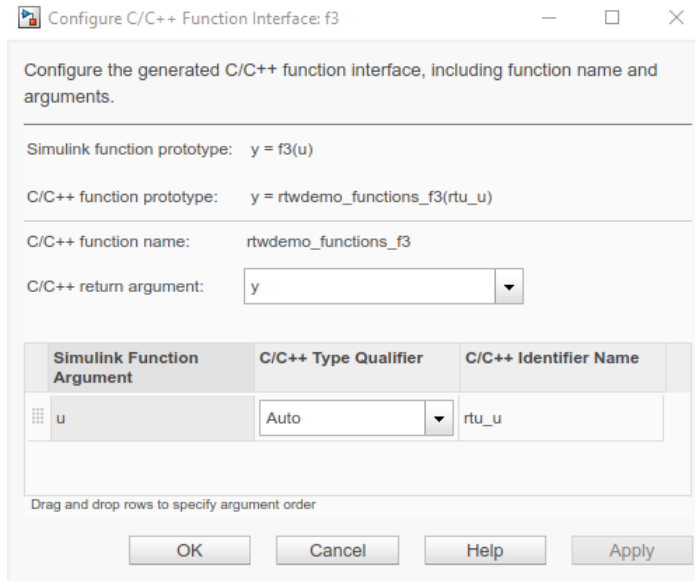 Configure C/C++ Function Interface: f3
Configure the generated C/C++ function interface, including function name and
arguments.
Simulink function prototype: y = f3(u)
C/C++ function prototype: y = rtwdemo_functions_f3(rtu_u)
C/C++ function name: rtwdemo_functions_f3
C/C++ return argument: y
Simulink Function Argument C/C++ Type Qualifier C/C++ Identifier Name
u Auto rtu_u
Drag and drop rows to specify argument order
OK Cancel Help Apply